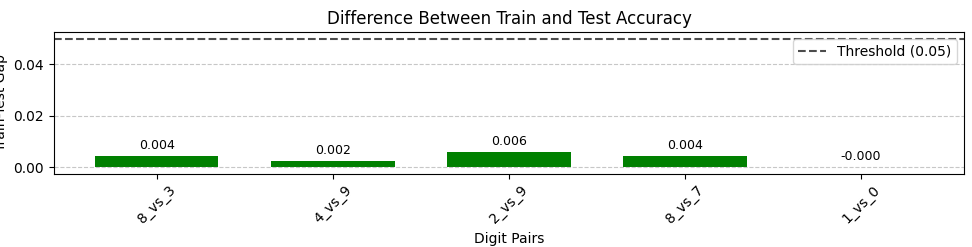 Difference Between Train and Test Accuracy
Threshold (0.05)
0.04
0.02
0.00
0.004
0.002
0.006
0.004
-0.000
8_vs_3
4_vs_9
2_vs_9
8_vs_7
1_vs_0
Digit Pairs